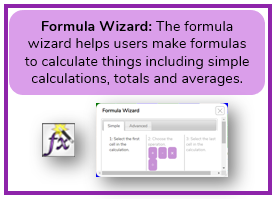 Formula Wizard: The formula
wizard helps users make formulas
to calculate things including simple
calculations, totals and averages.
fx
Formula Wizard
Simple
Advanced
1. Select the first
cell in the
calculation.
2. Choose the
operation.
3. Select the last
cell in the
calculation.